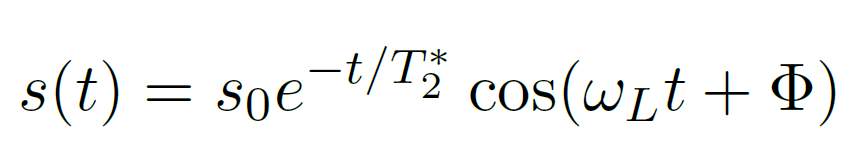 s(t) = s₀e^{−t/T₂*} cos(ω_L t + Φ)